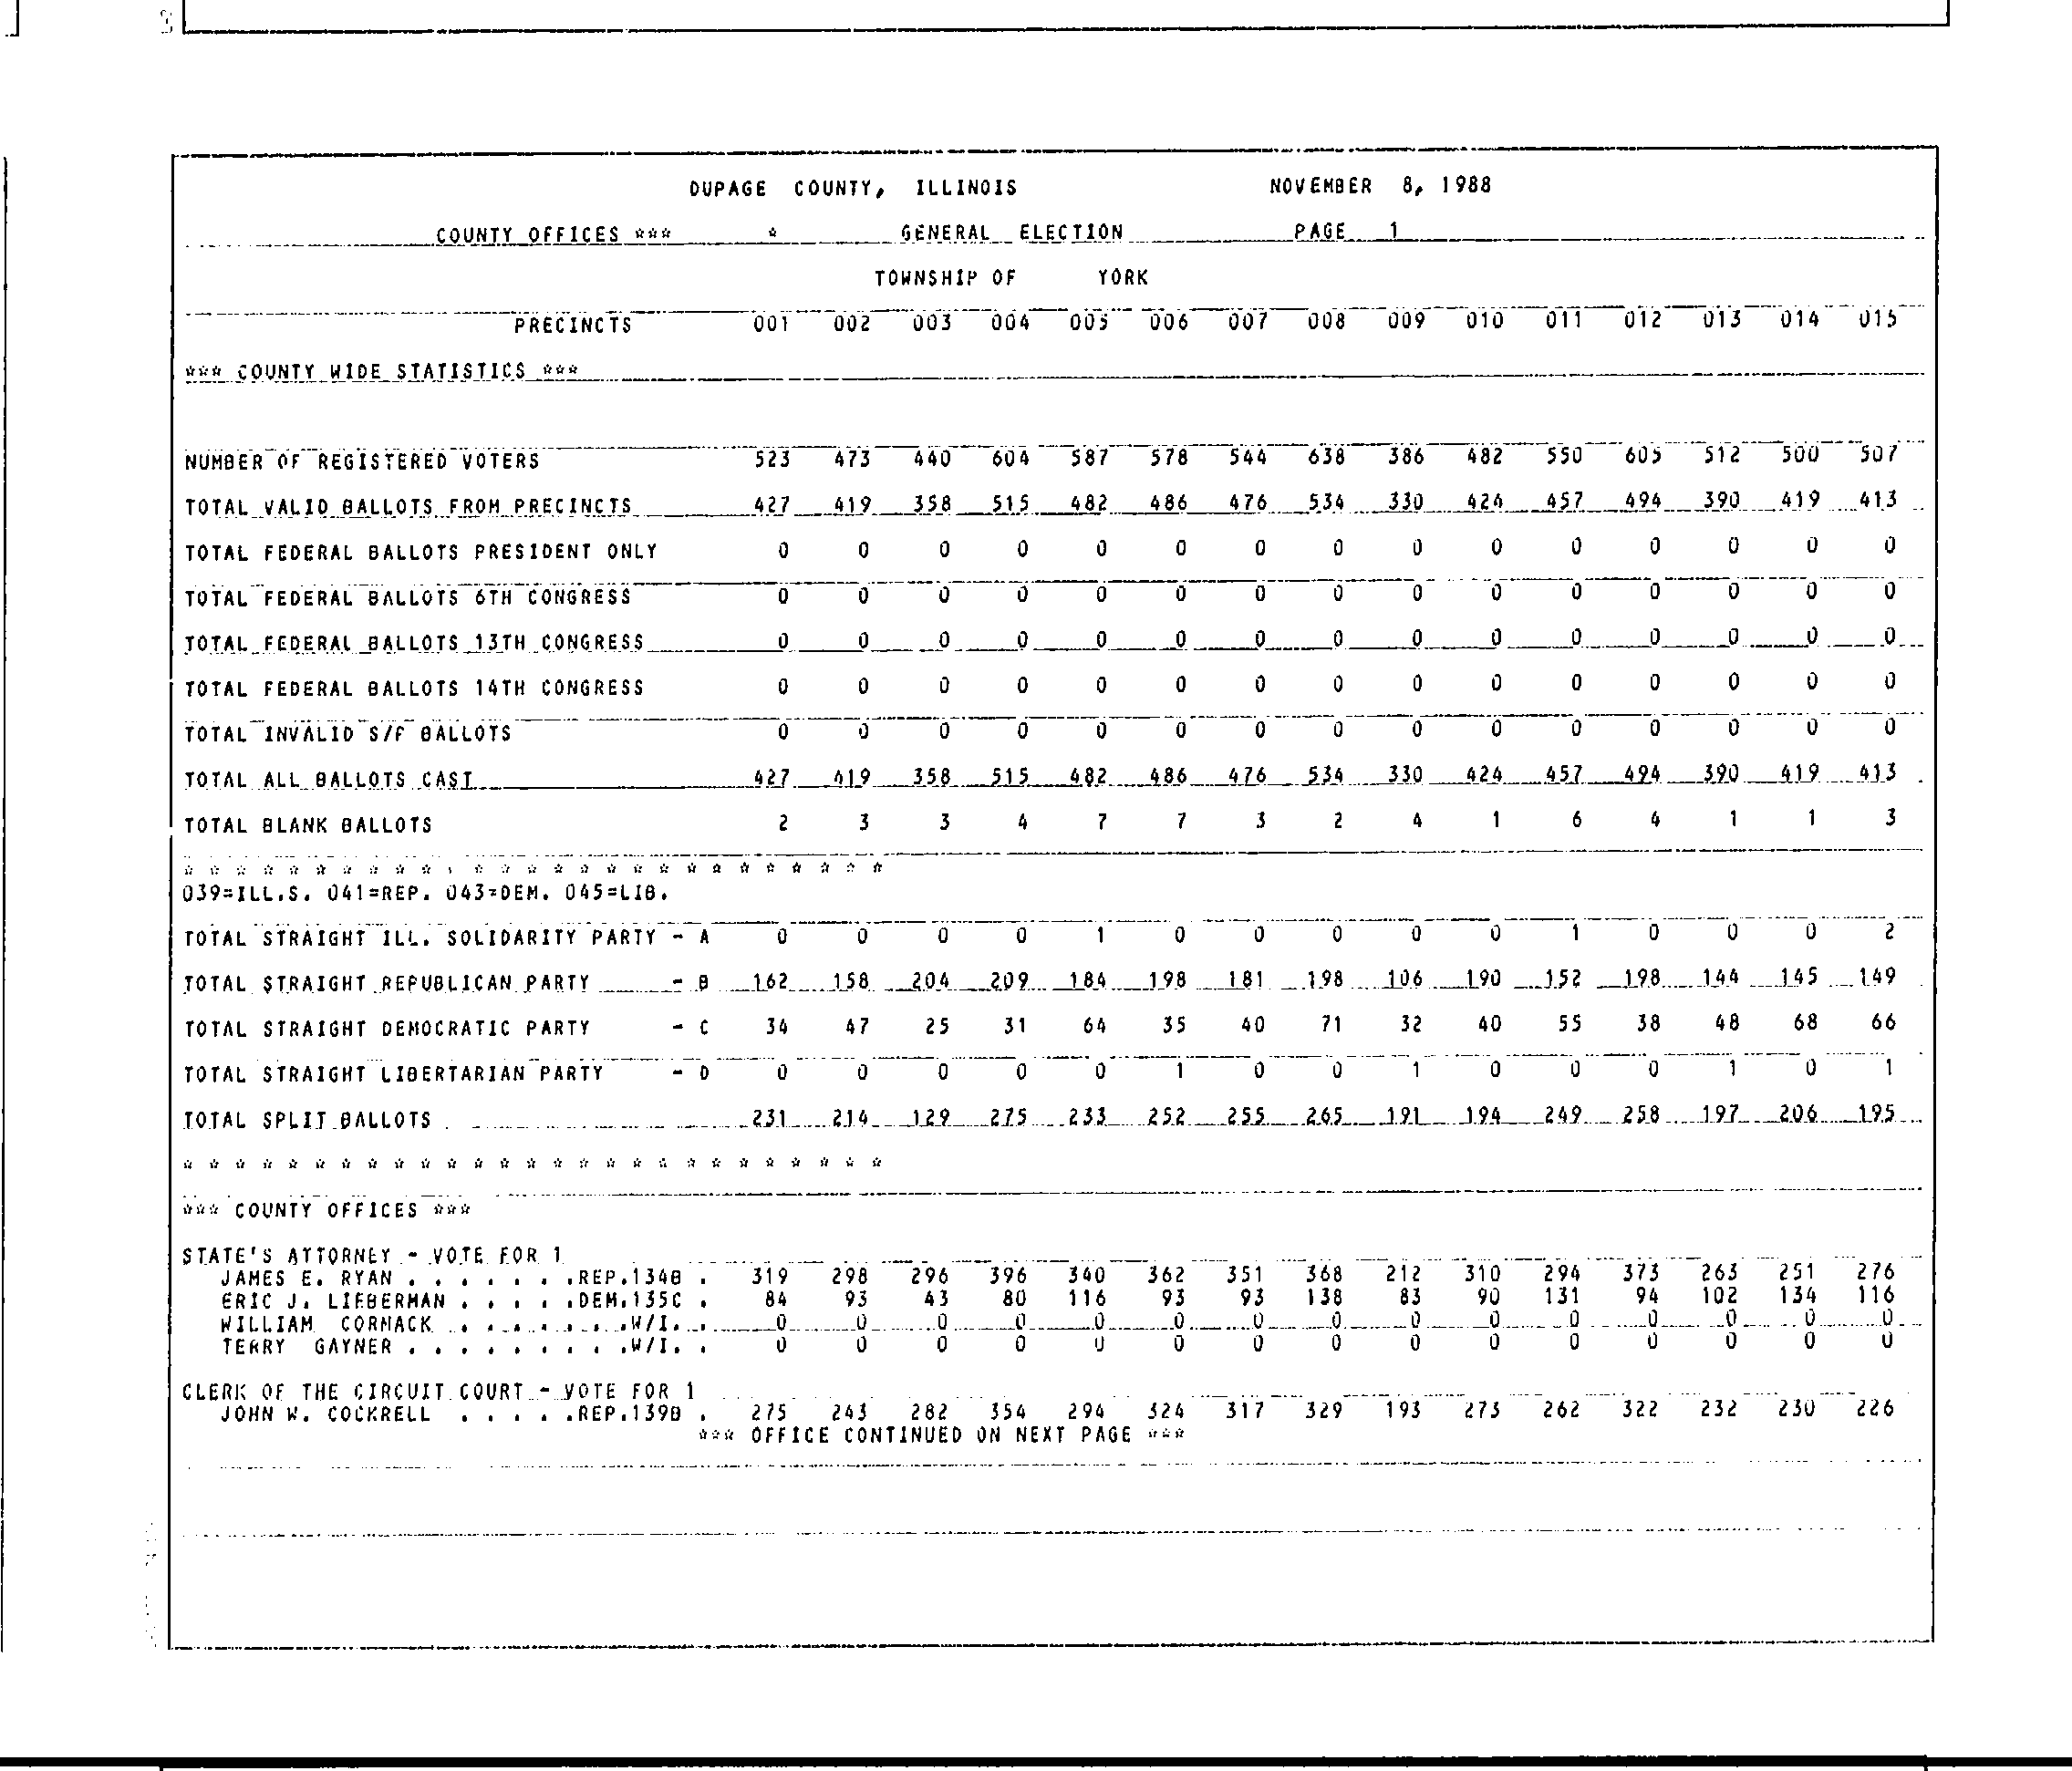 DUPAGE COUNTY, ILLINOIS NOVEMBER 8, 1988
COUNTY OFFICES *** * GENERAL ELECTION PAGE 1
TOWNSHIP OF YORK
PRECINCTS 001 002 003 004 005 006 007 008 009 010 011 012 013 014 015
*** COUNTY WIDE STATISTICS ***
NUMBER OF REGISTERED VOTERS 523 473 440 604 587 578 544 638 386 482 550 605 512 500 507
TOTAL VALID BALLOTS FROM PRECINCTS 427 419 358 515 482 486 476 534 330 424 457 494 390 419 413
TOTAL FEDERAL BALLOTS PRESIDENT ONLY 0 0 0 0 0 0 0 0 0 0 0 0 0 0 0
TOTAL FEDERAL BALLOTS 6TH CONGRESS 0 0 0 0 0 0 0 0 0 0 0 0 0 0 0
TOTAL FEDERAL BALLOTS 13TH CONGRESS 0 0 0 0 0 0 0 0 0 0 0 0 0 0 0
TOTAL FEDERAL BALLOTS 14TH CONGRESS 0 0 0 0 0 0 0 0 0 0 0 0 0 0 0
TOTAL INVALID S/F BALLOTS 0 0 0 0 0 0 0 0 0 0 0 0 0 0 0
TOTAL ALL BALLOTS CAST 427 419 358 515 482 486 476 534 330 424 457 494 390 419 413
TOTAL BLANK BALLOTS 2 3 3 4 7 7 3 2 4 1 6 4 1 1 3
* * * * * * * * * * * * * * * * * * * * * * * * * * *
039=ILL.S. 041=REP. 043=DEM. 045=LIB.
TOTAL STRAIGHT ILL. SOLIDARITY PARTY - A 0 0 0 0 1 0 0 0 0 0 1 0 0 0 2
TOTAL STRAIGHT REPUBLICAN PARTY - B 162 158 204 209 184 198 181 198 106 190 152 198 144 145 149
TOTAL STRAIGHT DEMOCRATIC PARTY - C 34 47 25 31 64 35 40 71 32 40 55 38 48 68 66
TOTAL STRAIGHT LIBERTARIAN PARTY - D 0 0 0 0 0 1 0 0 1 0 0 0 1 0 1
TOTAL SPLIT BALLOTS 231 214 129 275 233 252 255 265 191 194 249 258 197 206 195
* * * * * * * * * * * * * * * * * * * * * * * * * * *
*** COUNTY OFFICES ***
STATE'S ATTORNEY - VOTE FOR 1
JAMES E. RYAN . . . . . . .REP.134B . 319 298 296 396 340 362 351 368 212 310 294 373 263 251 276
ERIC J. LIEBERMAN . . . . .DEM.135C . 84 93 43 80 116 93 93 138 83 90 131 94 102 134 116
WILLIAM CORMACK . . . . . . .W/I. . 0 0 0 0 0 0 0 0 0 0 0 0 0 0 0
TERRY GAYNER . . . . . . . . .W/I. . 0 0 0 0 0 0 0 0 0 0 0 0 0 0 0
CLERK OF THE CIRCUIT COURT - VOTE FOR 1
JOHN W. COCKRELL . . . . .REP.139B . 275 243 282 354 294 324 317 329 193 273 262 322 232 230 226
*** OFFICE CONTINUED ON NEXT PAGE ***